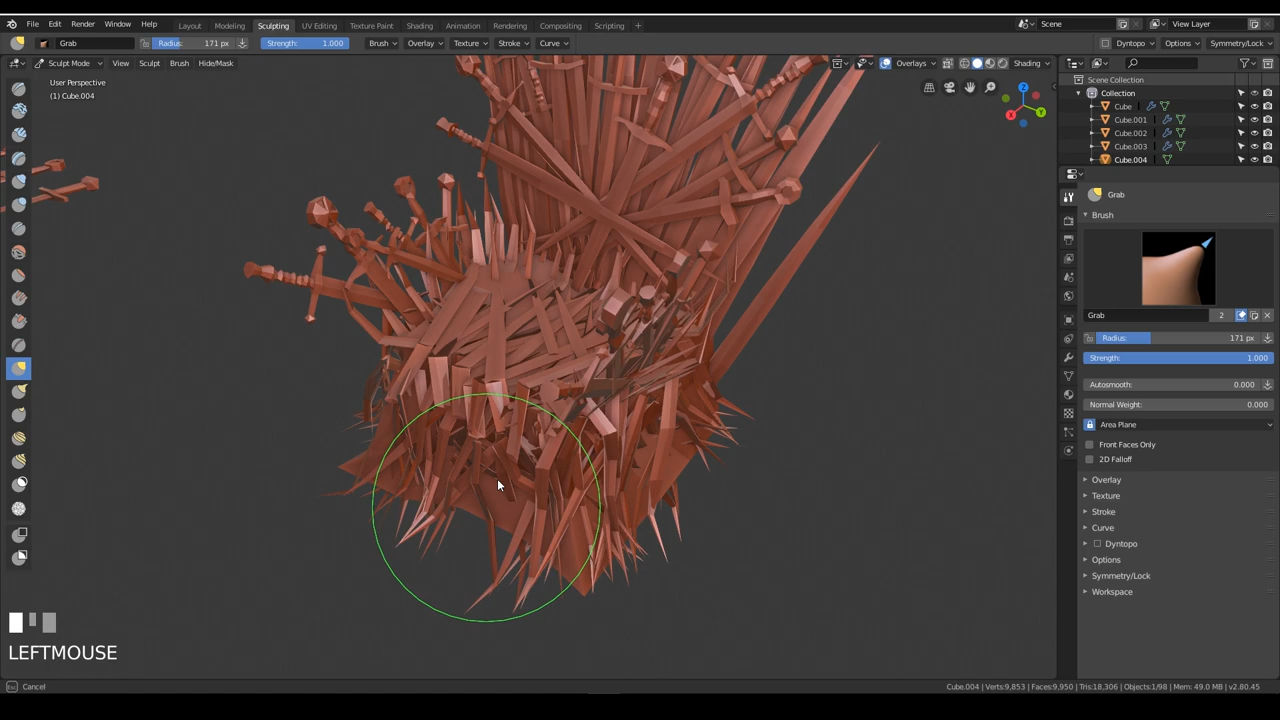 File Edit Render Window Help Layout Modeling Sculpting UV Editing Texture Paint Shading Animation Rendering Compositing Scripting + Scene View Layer
Grab Radius: 171 px Strength: 1.000 Brush Overlay Texture Stroke Curve Dyntopo Options Symmetry/Lock
Sculpt Mode View Sculpt Brush Hide/Mask Overlays Shading
User Perspective
(1) Cube.004
Z
Y
X
Scene Collection
Collection
Cube
Cube.001
Cube.002
Cube.003
Cube.004
Grab
Brush
Grab 2
Radius: 171 px
Strength: 1.000
Autosmooth: 0.000
Normal Weight: 0.000
Area Plane
Front Faces Only
2D Falloff
Overlay
Texture
Stroke
Curve
Dyntopo
Options
Symmetry/Lock
Workspace
LEFTMOUSE
Esc Cancel
Cube.004 | Verts:9,853 | Faces:9,950 | Tris:18,306 | Objects:1/98 | Mem: 49.0 MB | v2.80.45